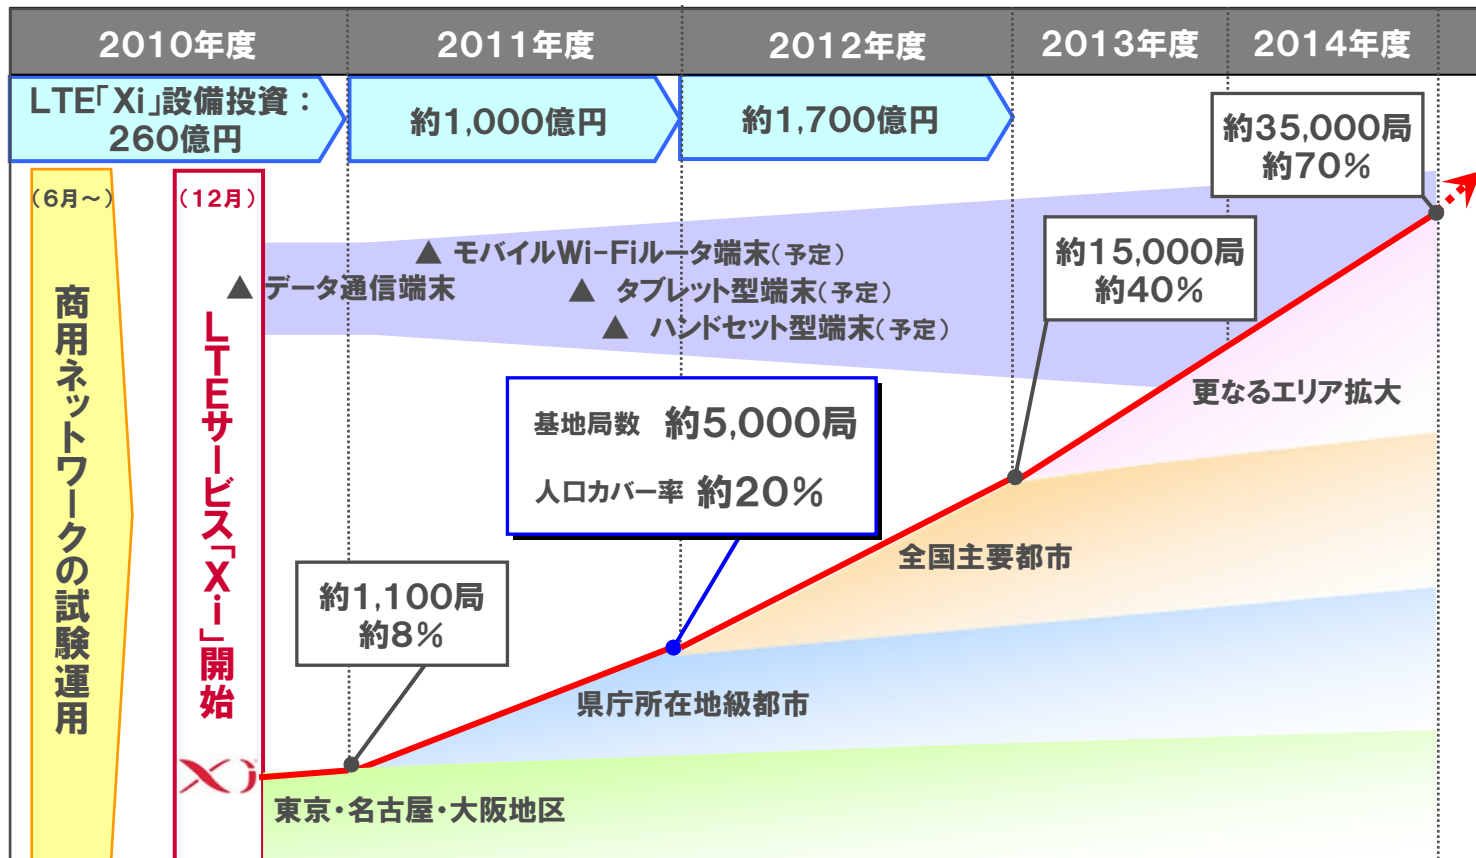 2010年度
2011年度
2012年度
2013年度
2014年度
LTE「Xi」設備投資：
260億円
約1,000億円
約1,700億円
約35,000局
約70%
（6月～）
商用ネットワークの試験運用
（12月）
LTEサービス「Xi」開始
Xi
▲ モバイルWi-Fiルータ端末（予定）
▲ データ通信端末
▲ タブレット型端末（予定）
▲ ハンドセット型端末（予定）
約15,000局
約40%
更なるエリア拡大
基地局数 約5,000局
人口カバー率 約20%
全国主要都市
約1,100局
約8%
県庁所在地級都市
東京・名古屋・大阪地区